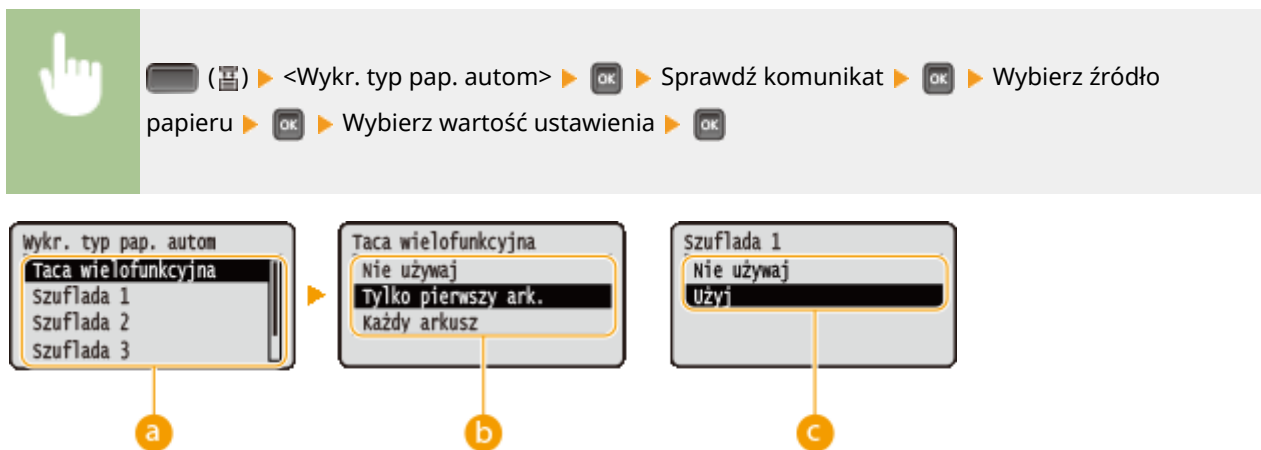 (⁠) <Wykr. typ pap. autom> OK Sprawdź komunikat OK Wybierz źródło
papieru OK Wybierz wartość ustawienia OK
Wykr. typ pap. autom
Taca wielofunkcyjna
Szuflada 1
Szuflada 2
Szuflada 3
Taca wielofunkcyjna
Nie używaj
Tylko pierwszy ark.
Każdy arkusz
Szuflada 1
Nie używaj
Użyj
a
b
c